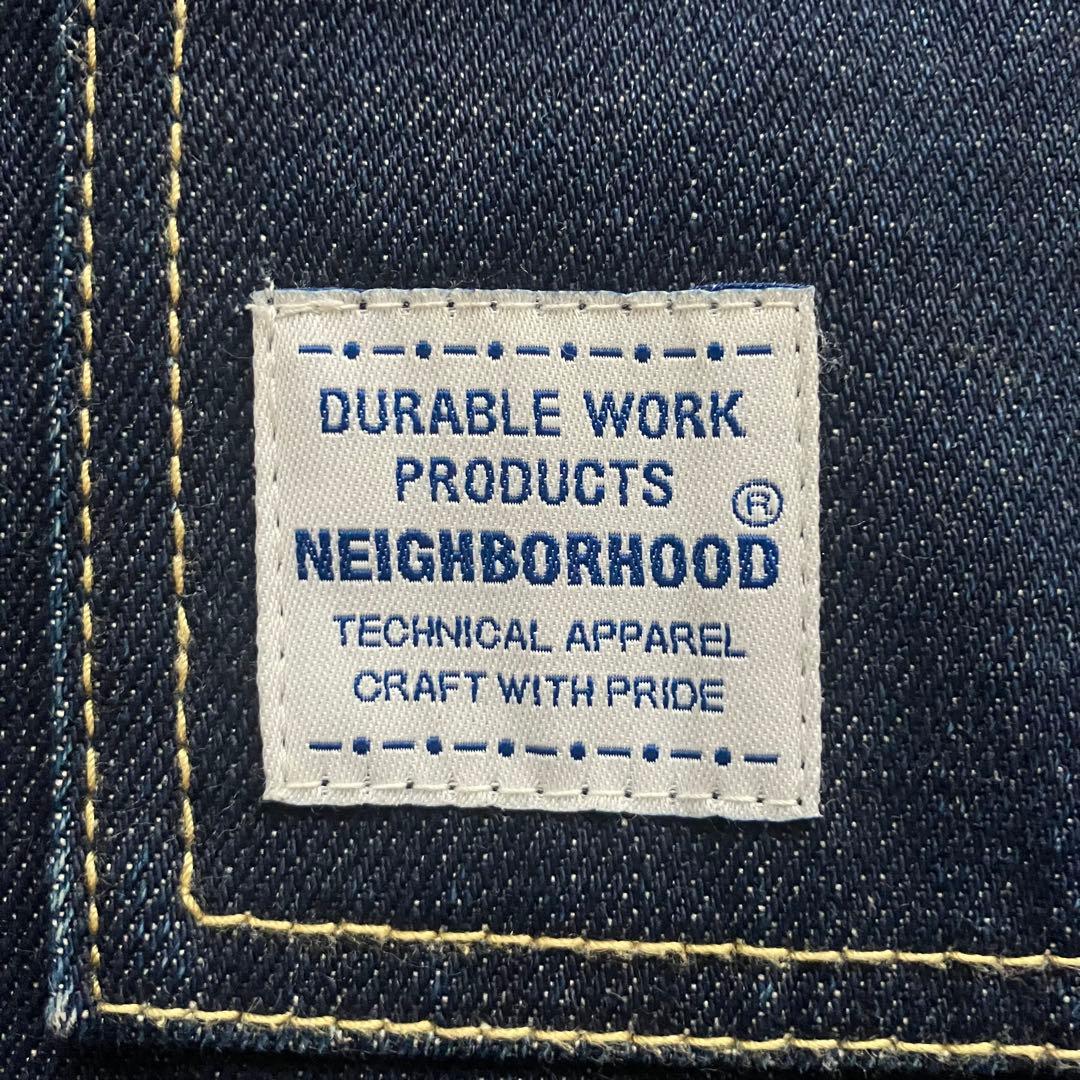 DURABLE WORK
PRODUCTS
NEIGHBORHOOD®
TECHNICAL APPAREL
CRAFT WITH PRIDE